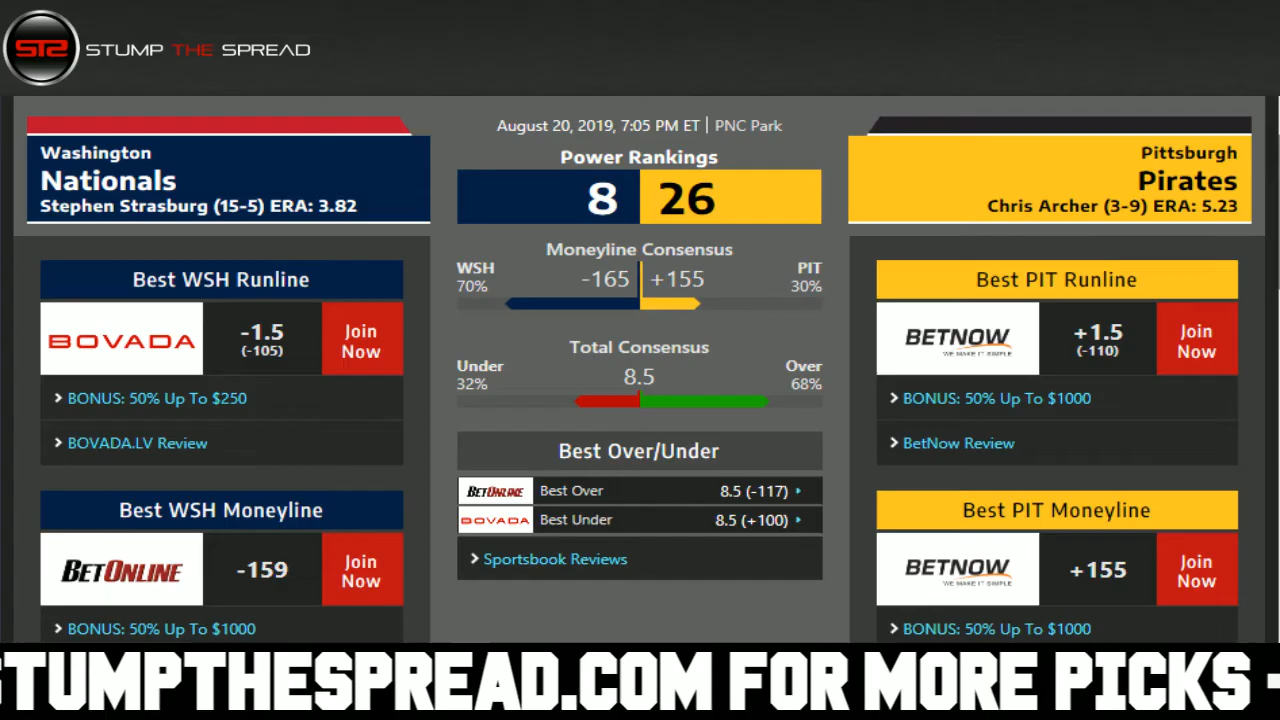 STS STUMP THE SPREAD
August 20, 2019, 7:05 PM ET | PNC Park
Washington
Nationals
Stephen Strasburg (15-5) ERA: 3.82
Power Rankings
8 26
Pittsburgh
Pirates
Chris Archer (3-9) ERA: 5.23
Moneyline Consensus
WSH -165 +155 PIT
70% 30%
Total Consensus
Under 8.5 Over
32% 68%
Best Over/Under
BETONLINE Best Over 8.5 (-117)
BOVADA Best Under 8.5 (+100)
Sportsbook Reviews
Best WSH Runline
BOVADA -1.5 (-105) Join Now
BONUS: 50% Up To $250
BOVADA.LV Review
Best WSH Moneyline
BETONLINE -159 Join Now
BONUS: 50% Up To $1000
Best PIT Runline
BETNOW +1.5 (-110) Join Now
WE MAKE IT SIMPLE
BONUS: 50% Up To $1000
BetNow Review
Best PIT Moneyline
BETNOW +155 Join Now
WE MAKE IT SIMPLE
BONUS: 50% Up To $1000
STUMPTHESPREAD.COM FOR MORE PICKS -